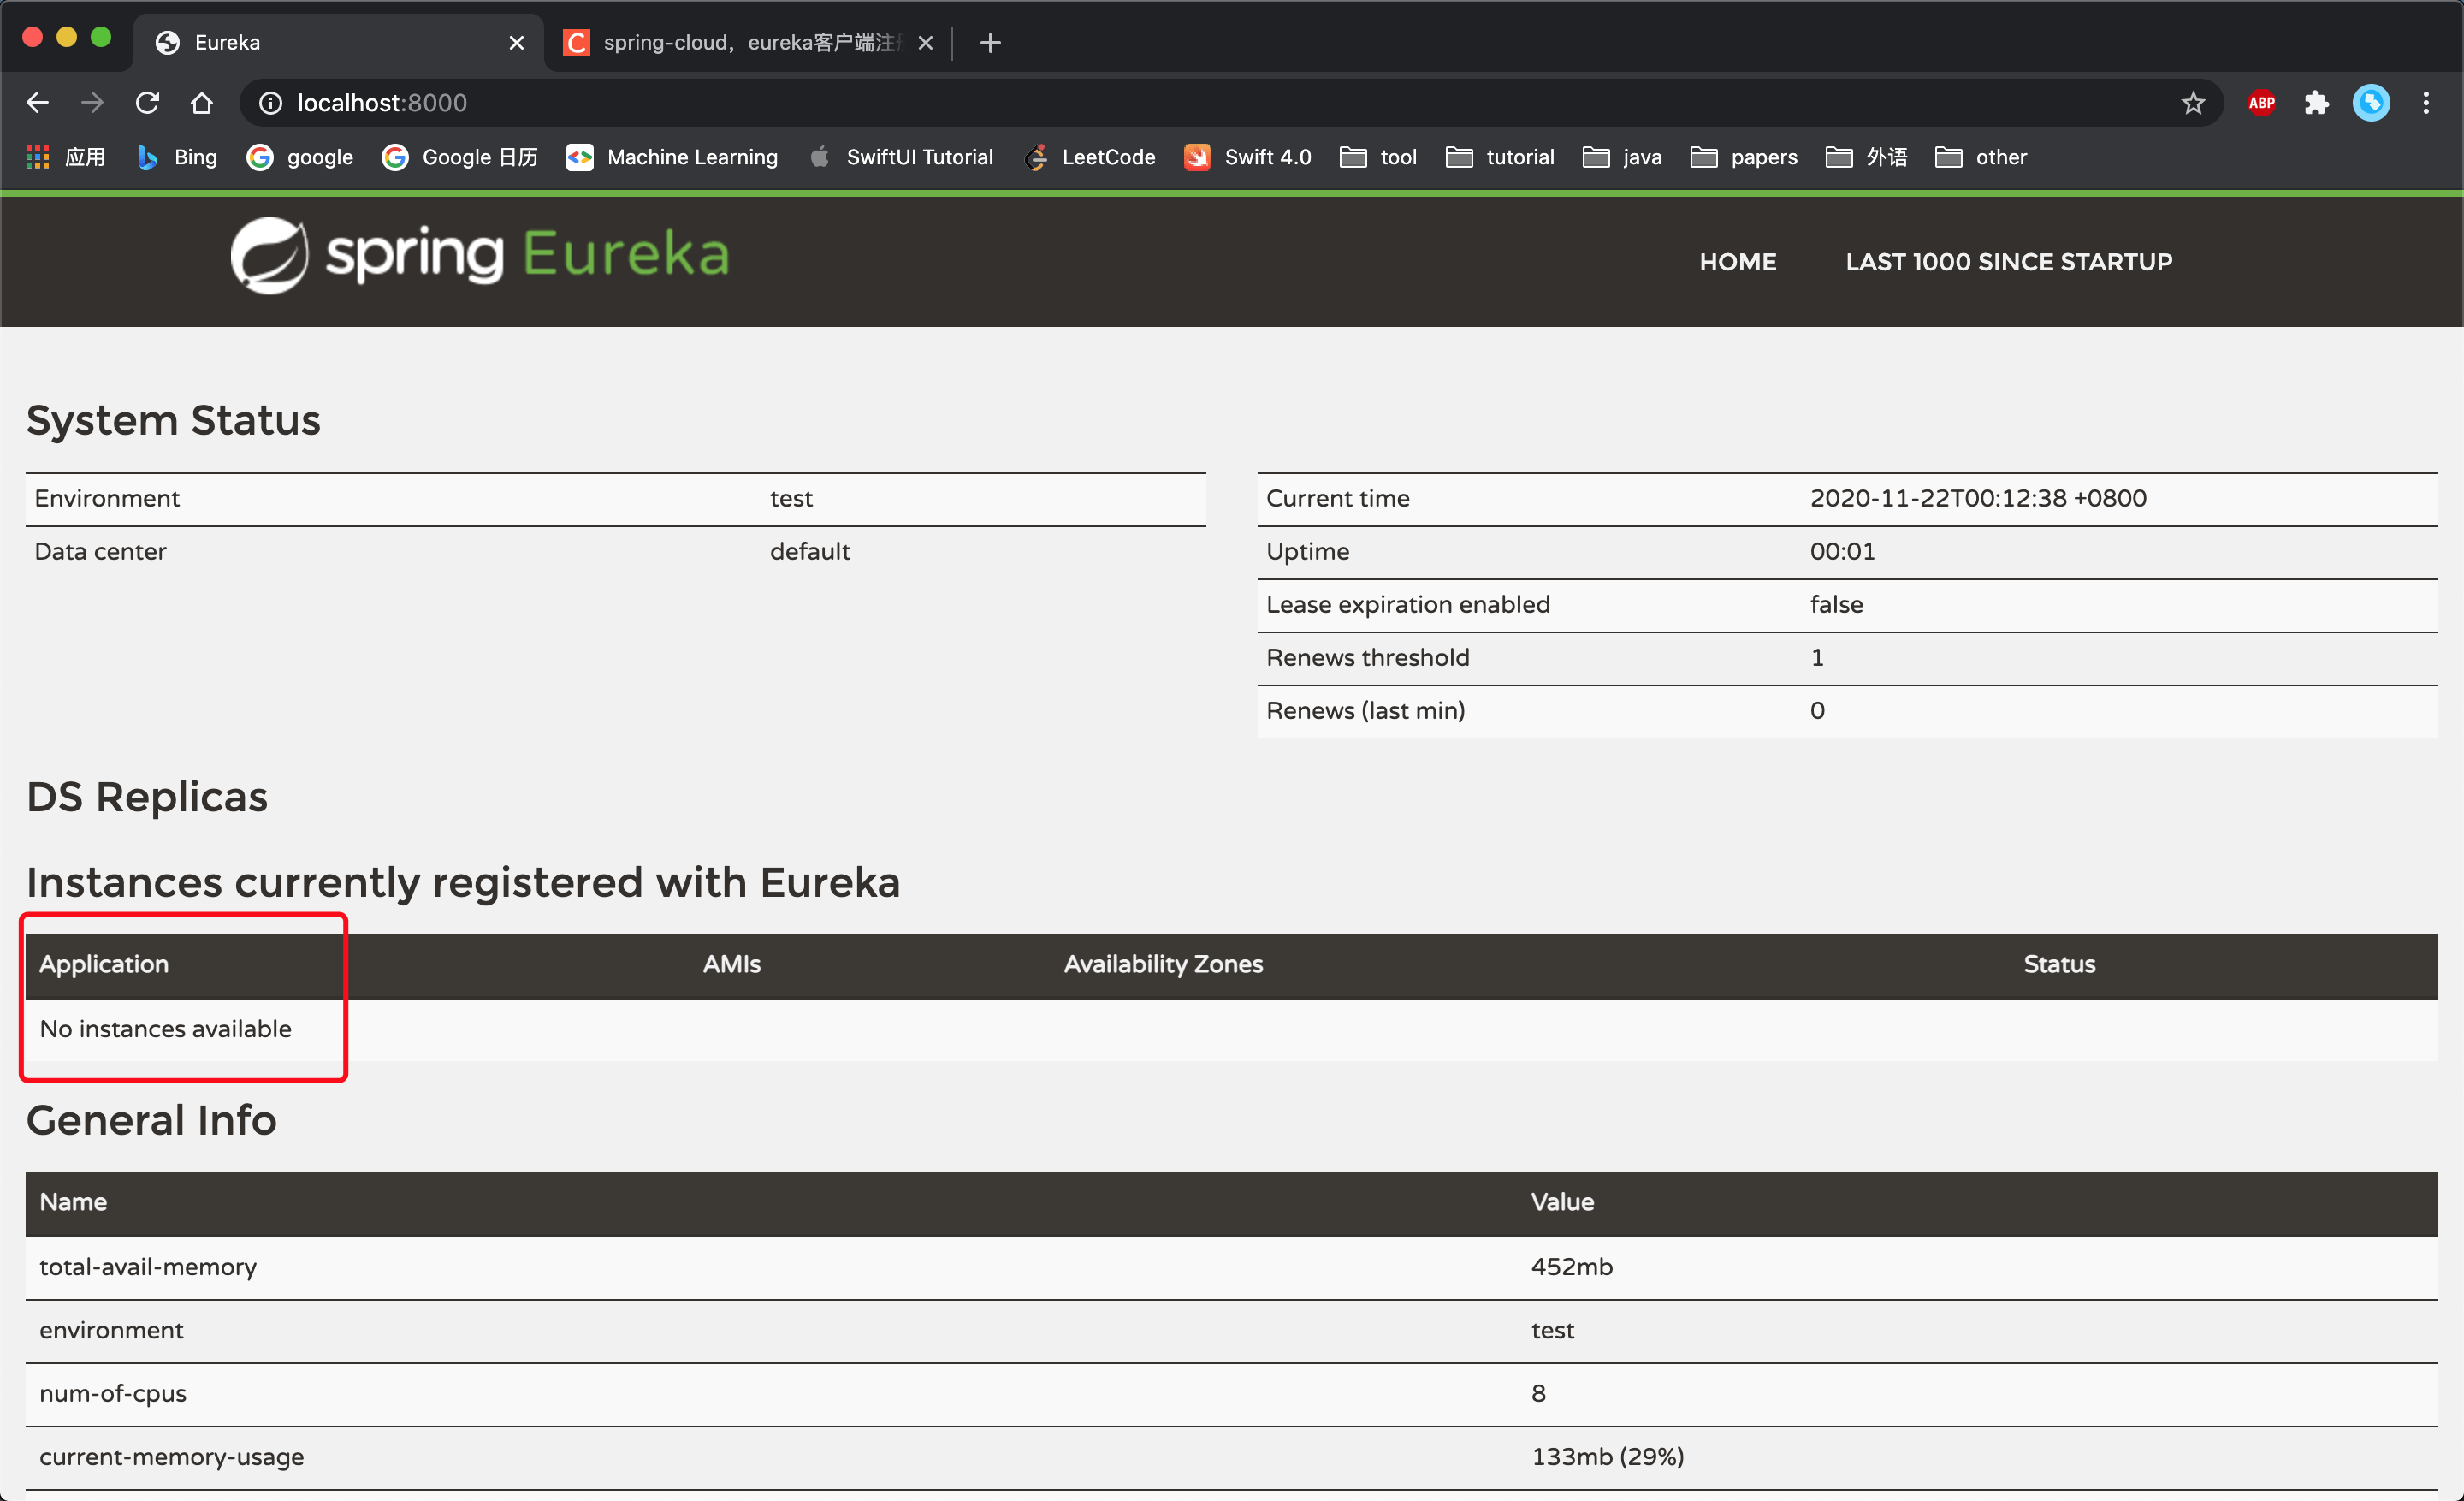 Eureka
spring-cloud，eureka客户端注
localhost:8000
ABP
应用
Bing
google
Google 日历
Machine Learning
SwiftUI Tutorial
LeetCode
Swift 4.0
tool
tutorial
java
papers
外语
other
spring Eureka
HOME
LAST 1000 SINCE STARTUP
System Status
Environment test
Data center default
Current time 2020-11-22T00:12:38 +0800
Uptime 00:01
Lease expiration enabled false
Renews threshold 1
Renews (last min) 0
DS Replicas
Instances currently registered with Eureka
Application AMIs Availability Zones Status
No instances available
General Info
Name Value
total-avail-memory 452mb
environment test
num-of-cpus 8
current-memory-usage 133mb (29%)